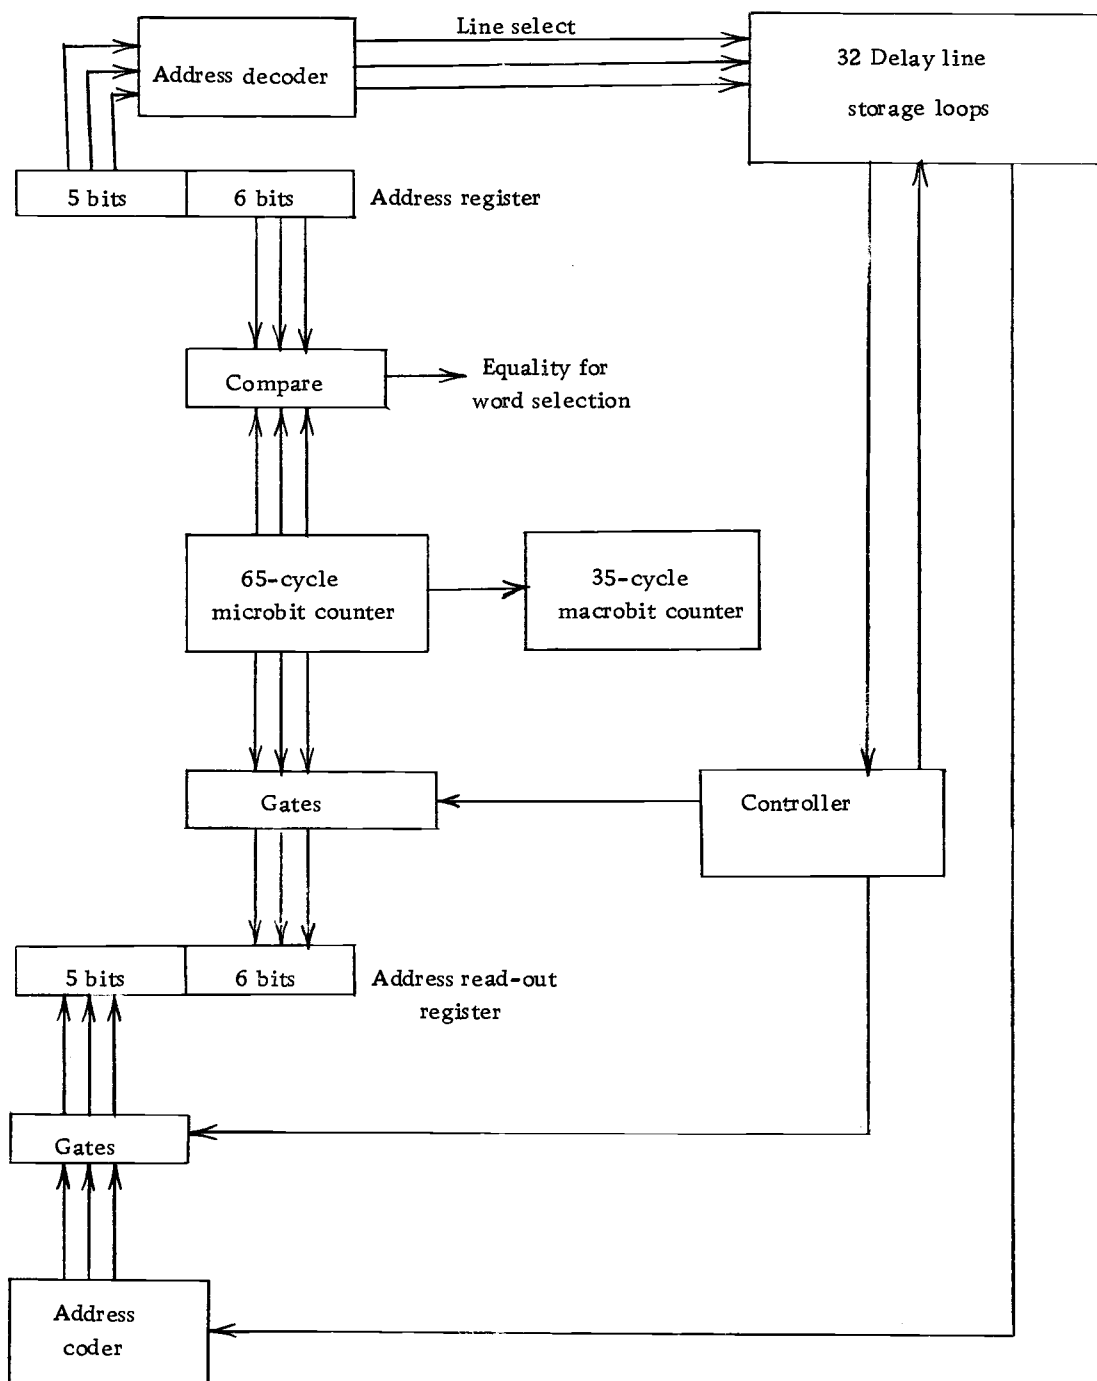 Line select
Address decoder
32 Delay line
storage loops
5 bits
6 bits
Address register
Compare
Equality for
word selection
65-cycle
microbit counter
35-cycle
macrobit counter
Gates
Controller
5 bits
6 bits
Address read-out
register
Gates
Address
coder